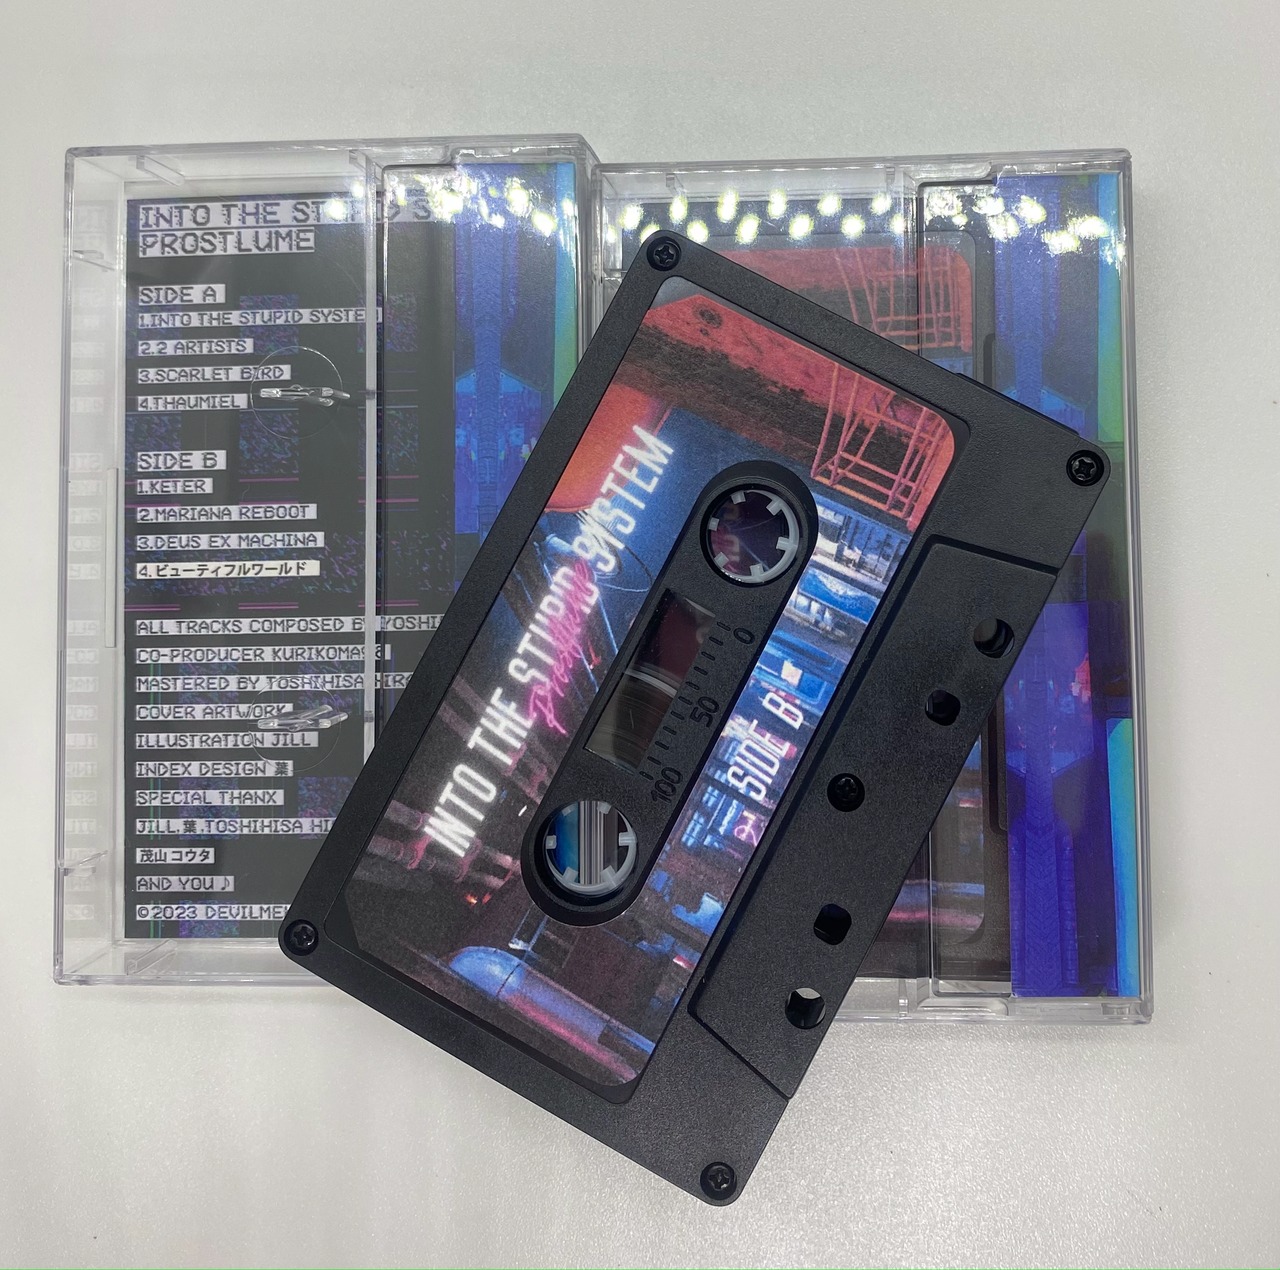 INTO THE STUPID S
PROSTLUME
SIDE A
1.INTO THE STUPID SYSTEM
2.2 ARTISTS
3.SCARLET BIRD
4.THAUMIEL
SIDE B
1.KETER
2.MARIANA REBOOT
3.DEUS EX MACHINA
4.ビューティフルワールド
ALL TRACKS COMPOSED BY
CO-PRODUCER
MASTERED BY TOSHIHISA
COVER ARTWORK
ILLUSTRATION JILL
INDEX DESIGN 葉
SPECIAL THANX
JILL.葉.TOSHIHISA
茂山コウタ
AND YOU♪
©2023
INTO THE STUPID SYSTEM
Prostlume
0
50
100
SIDE B